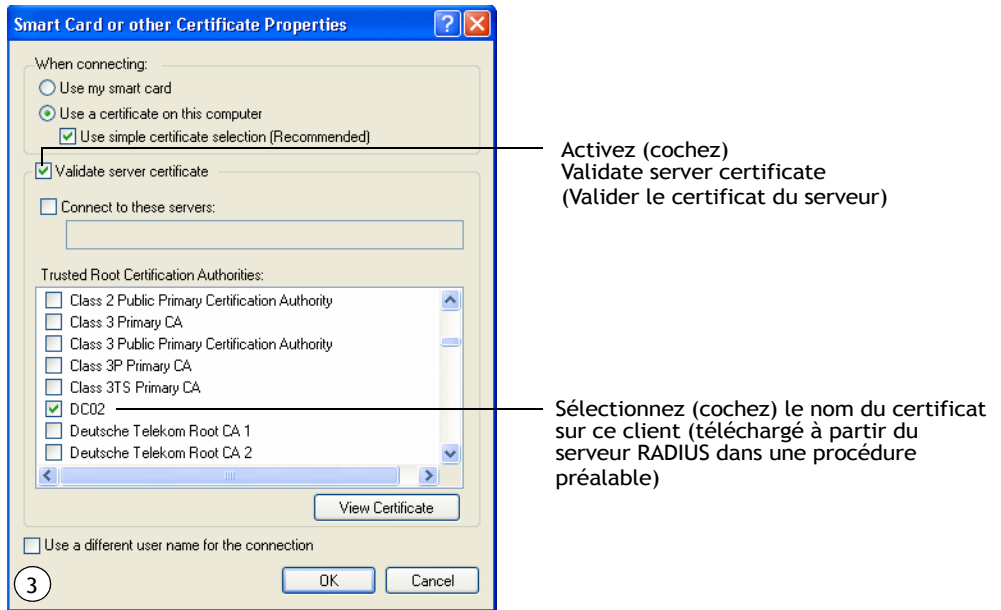 Smart Card or other Certificate Properties
When connecting:
Use my smart card
Use a certificate on this computer
Use simple certificate selection (Recommended)
Validate server certificate
Connect to these servers:
Trusted Root Certification Authorities:
Class 2 Public Primary Certification Authority
Class 3 Primary CA
Class 3 Public Primary Certification Authority
Class 3P Primary CA
Class 3TS Primary CA
DC02
Deutsche Telekom Root CA 1
Deutsche Telekom Root CA 2
View Certificate
Use a different user name for the connection
OK
Cancel
3
Activez (cochez)
Validate server certificate
(Valider le certificat du serveur)
Sélectionnez (cochez) le nom du certificat
sur ce client (téléchargé à partir du
serveur RADIUS dans une procédure
préalable)